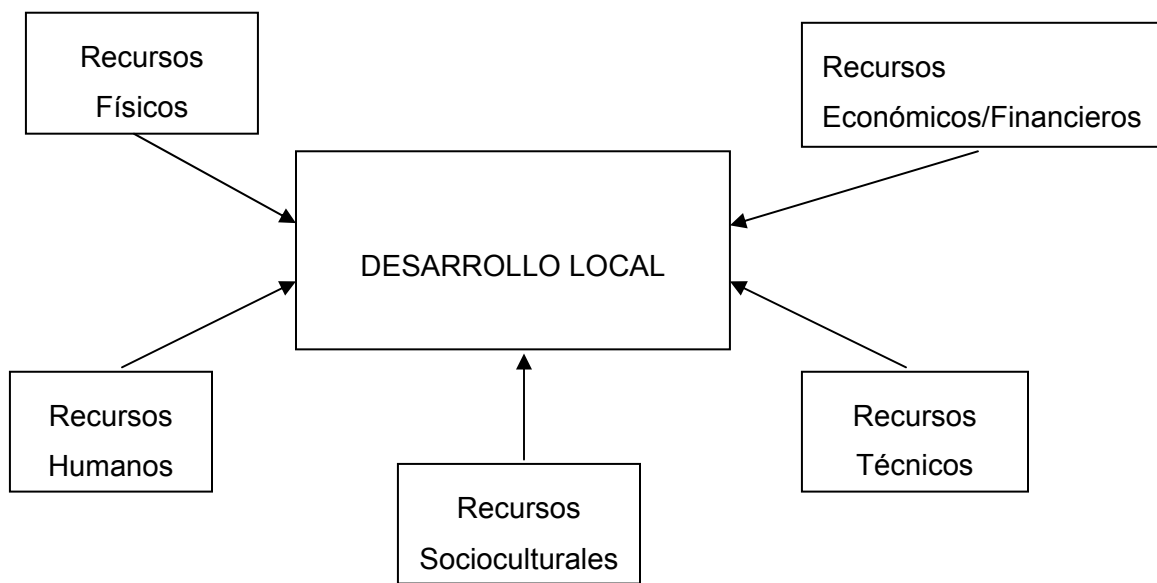 Recursos
Físicos
Recursos
Económicos/Financieros
DESARROLLO LOCAL
Recursos
Humanos
Recursos
Socioculturales
Recursos
Técnicos